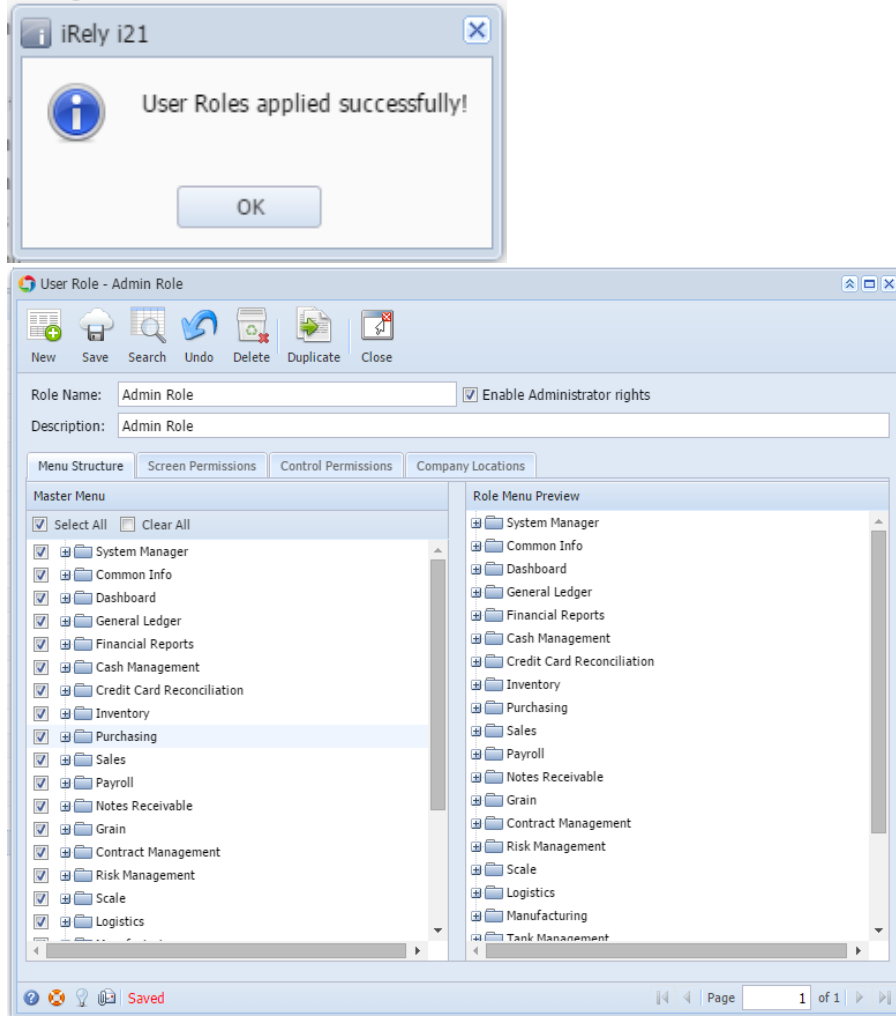 iRely i21
User Roles applied successfully!
OK
User Role - Admin Role
New Save Search Undo Delete Duplicate Close
Role Name: Admin Role Enable Administrator rights
Description: Admin Role
Menu Structure Screen Permissions Control Permissions Company Locations
Master Menu
Select All Clear All
System Manager
Common Info
Dashboard
General Ledger
Financial Reports
Cash Management
Credit Card Reconciliation
Inventory
Purchasing
Sales
Payroll
Notes Receivable
Grain
Contract Management
Risk Management
Scale
Logistics
Role Menu Preview
System Manager
Common Info
Dashboard
General Ledger
Financial Reports
Cash Management
Credit Card Reconciliation
Inventory
Purchasing
Sales
Payroll
Notes Receivable
Grain
Contract Management
Risk Management
Scale
Logistics
Manufacturing
Tank Management
Saved Page 1 of 1